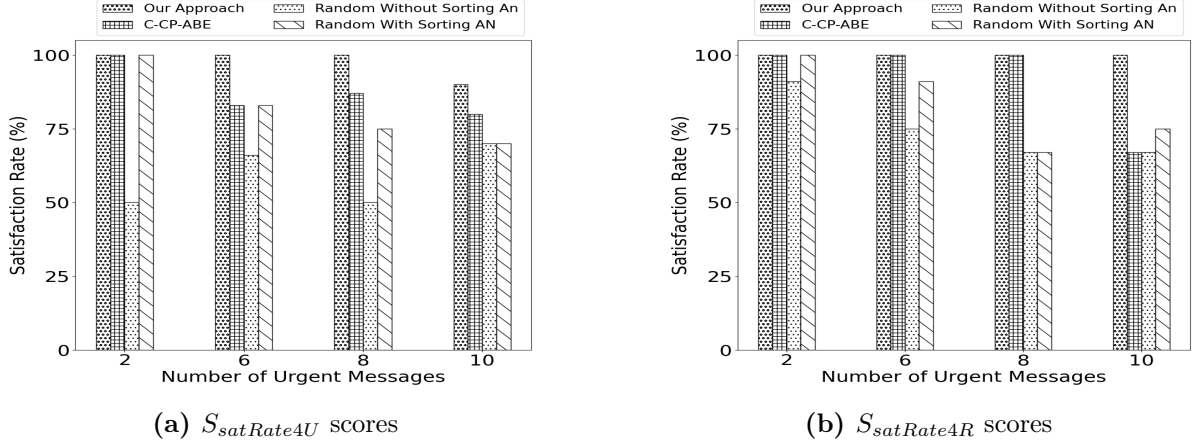 Our Approach
C-CP-ABE
Random Without Sorting An
Random With Sorting AN
100
75
50
25
0
Satisfaction Rate (%)
2 6 8 10
Number of Urgent Messages
(a) SsatRate4U scores
Our Approach
C-CP-ABE
Random Without Sorting An
Random With Sorting AN
100
75
50
25
0
Satisfaction Rate (%)
2 6 8 10
Number of Urgent Messages
(b) SsatRate4R scores